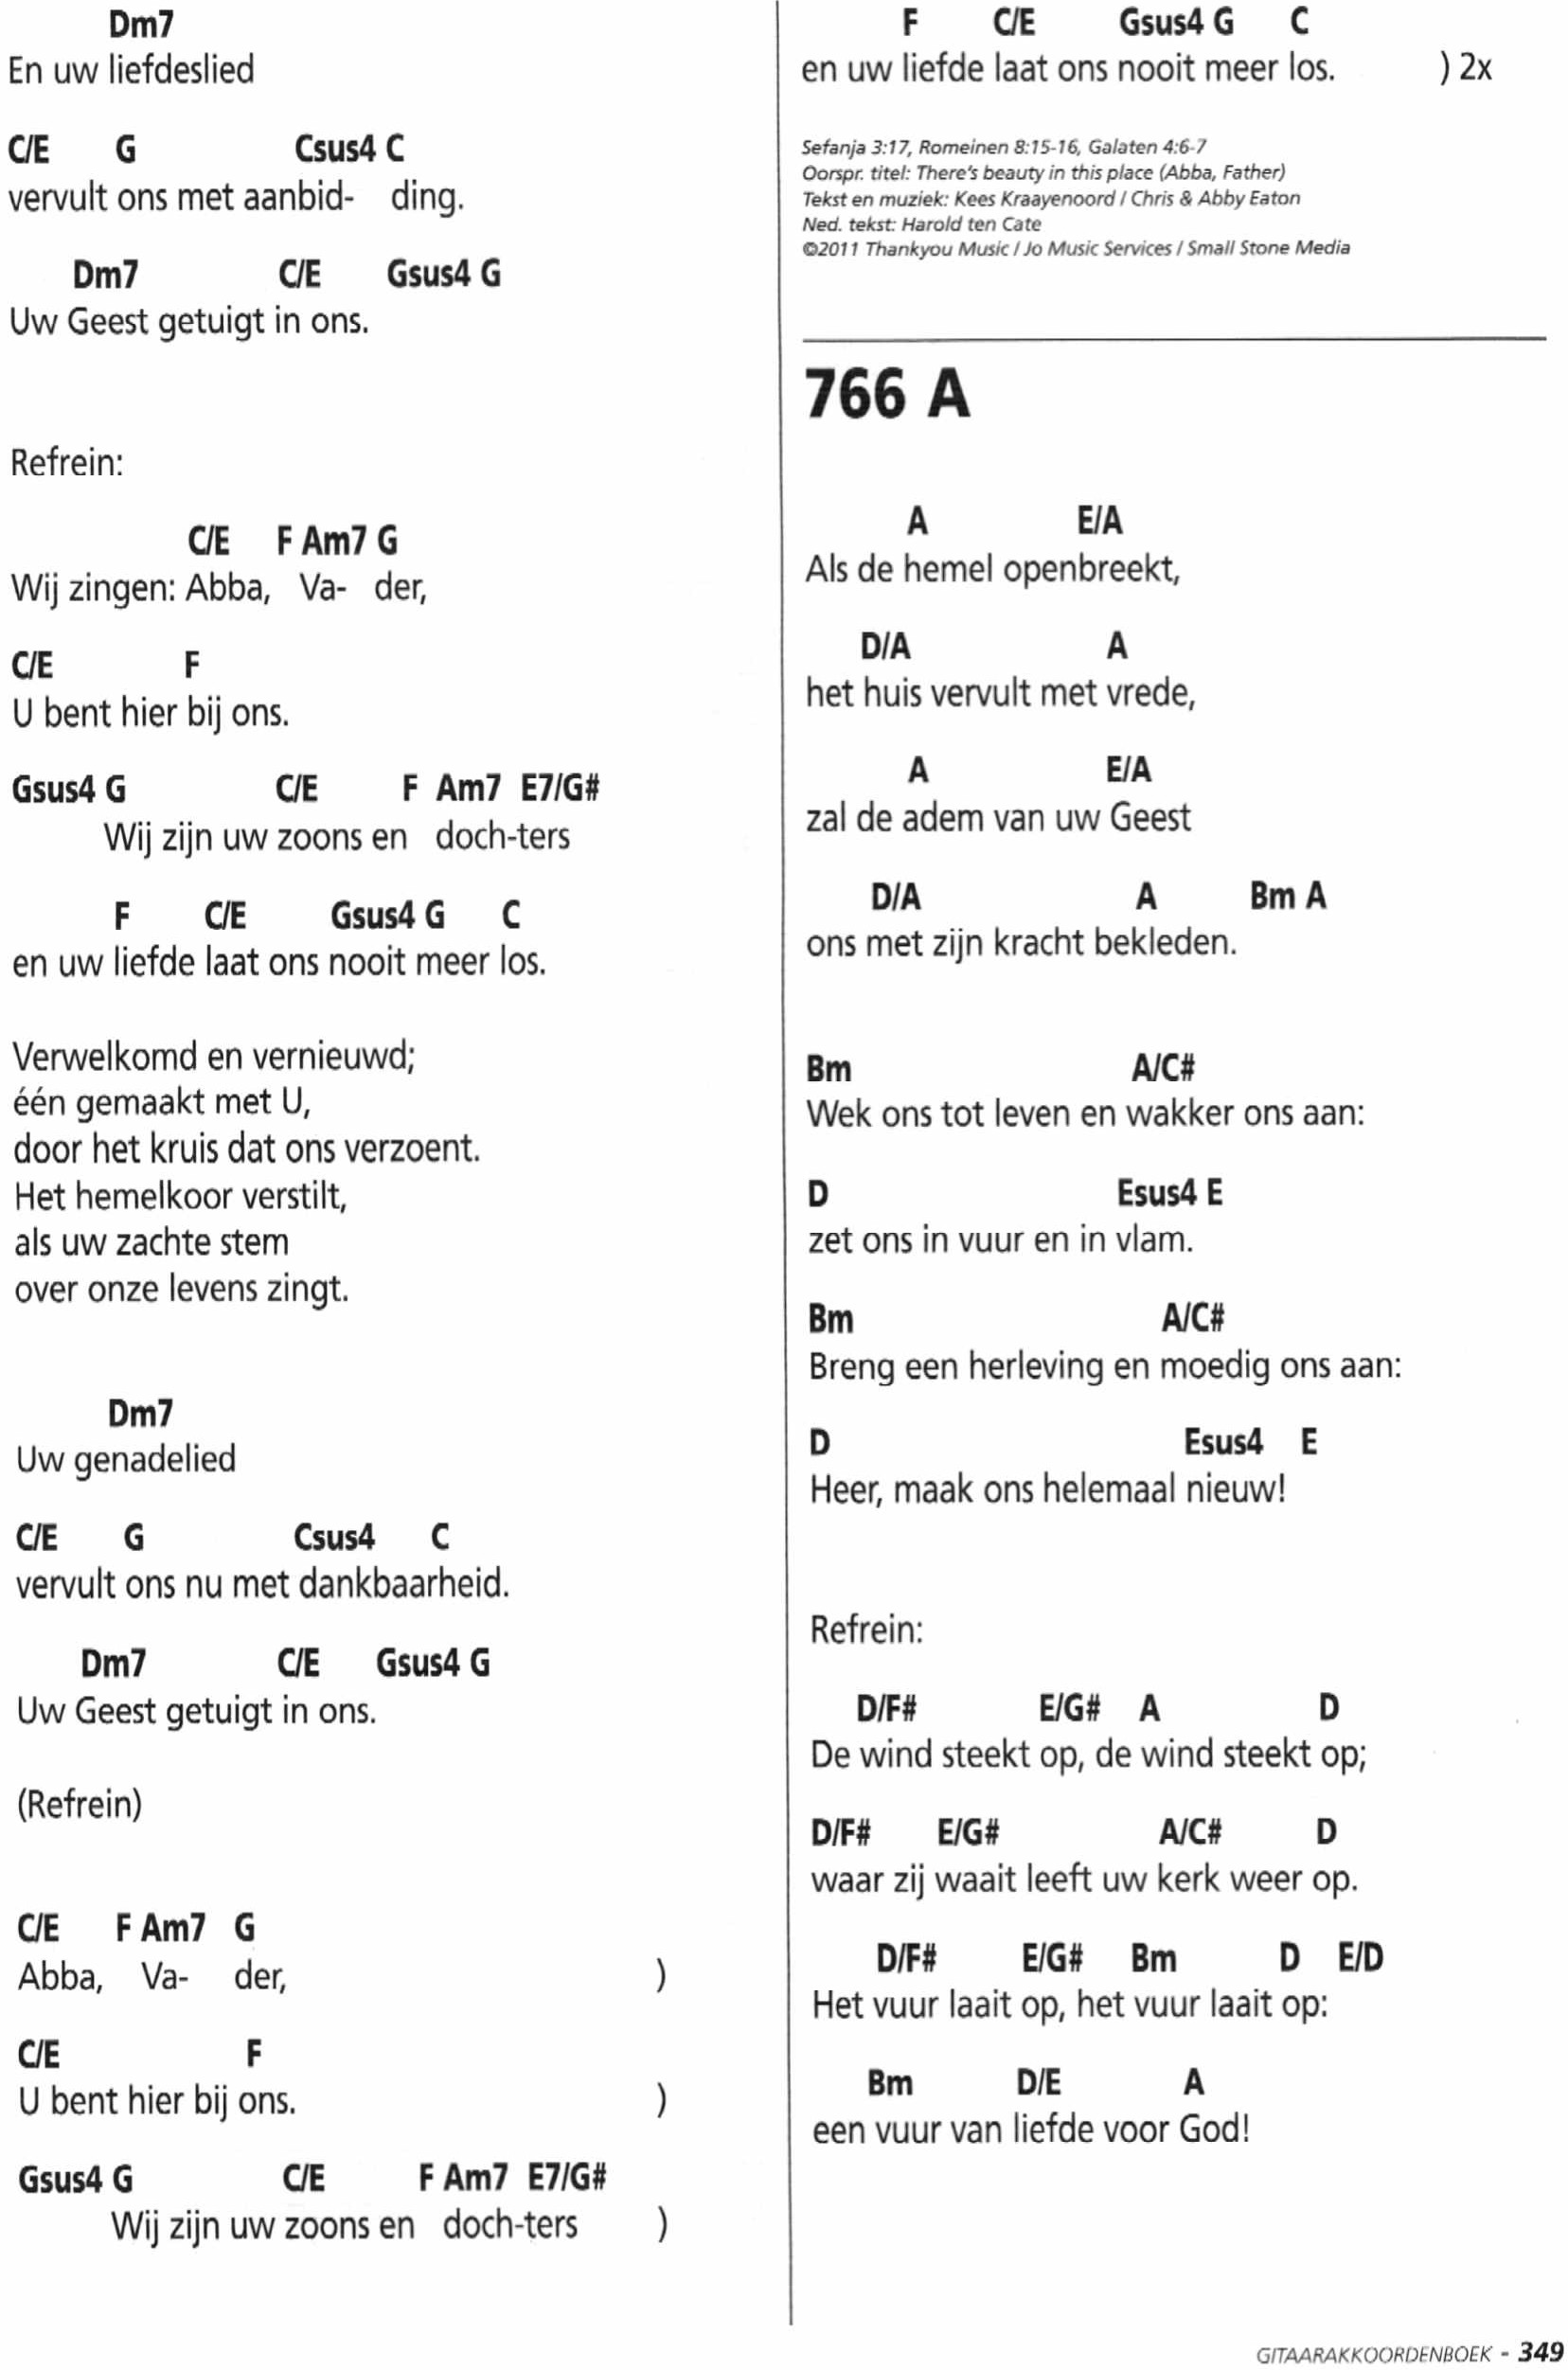 Dm7
En uw liefdeslied
C/E G Csus4 C
vervult ons met aanbid- ding.
Dm7 C/E Gsus4 G
Uw Geest getuigt in ons.
Refrein:
C/E F Am7 G
Wij zingen: Abba, Va- der,
C/E F
U bent hier bij ons.
Gsus4 G C/E F Am7 E7/G#
Wij zijn uw zoons en doch-ters
F C/E Gsus4 G C
en uw liefde laat ons nooit meer los.
Verwelkomd en vernieuwd;
één gemaakt met U,
door het kruis dat ons verzoent.
Het hemelkoor verstilt,
als uw zachte stem
over onze levens zingt.
Dm7
Uw genadelied
C/E G Csus4 C
vervult ons nu met dankbaarheid.
Dm7 C/E Gsus4 G
Uw Geest getuigt in ons.
(Refrein)
C/E F Am7 G
Abba, Va- der, )
C/E F
U bent hier bij ons. )
Gsus4 G C/E F Am7 E7/G#
Wij zijn uw zoons en doch-ters )
F C/E Gsus4 G C
en uw liefde laat ons nooit meer los. ) 2x
Sefanja 3:17, Romeinen 8:15-16, Galaten 4:6-7
Oorspr. titel: There's beauty in this place (Abba, Father)
Tekst en muziek: Kees Kraayenoord / Chris & Abby Eaton
Ned. tekst: Harold ten Cate
©2011 Thankyou Music / Jo Music Services / Small Stone Media
766 A
A E/A
Als de hemel openbreekt,
D/A A
het huis vervult met vrede,
A E/A
zal de adem van uw Geest
D/A A Bm A
ons met zijn kracht bekleden.
Bm A/C#
Wek ons tot leven en wakker ons aan:
D Esus4 E
zet ons in vuur en in vlam.
Bm A/C#
Breng een herleving en moedig ons aan:
D Esus4 E
Heer, maak ons helemaal nieuw!
Refrein:
D/F# E/G# A D
De wind steekt op, de wind steekt op;
D/F# E/G# A/C# D
waar zij waait leeft uw kerk weer op.
D/F# E/G# Bm D E/D
Het vuur laait op, het vuur laait op:
Bm D/E A
een vuur van liefde voor God!
GITAARAKKOORDENBOEK - 349